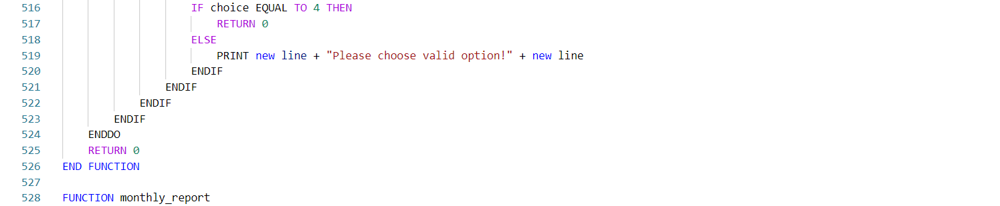 516 IF choice EQUAL TO 4 THEN
517 RETURN 0
518 ELSE
519 PRINT new line + "Please choose valid option!" + new line
520 ENDIF
521 ENDIF
522 ENDIF
523 ENDIF
524 ENDDO
525 RETURN 0
526 END FUNCTION
527
528 FUNCTION monthly_report